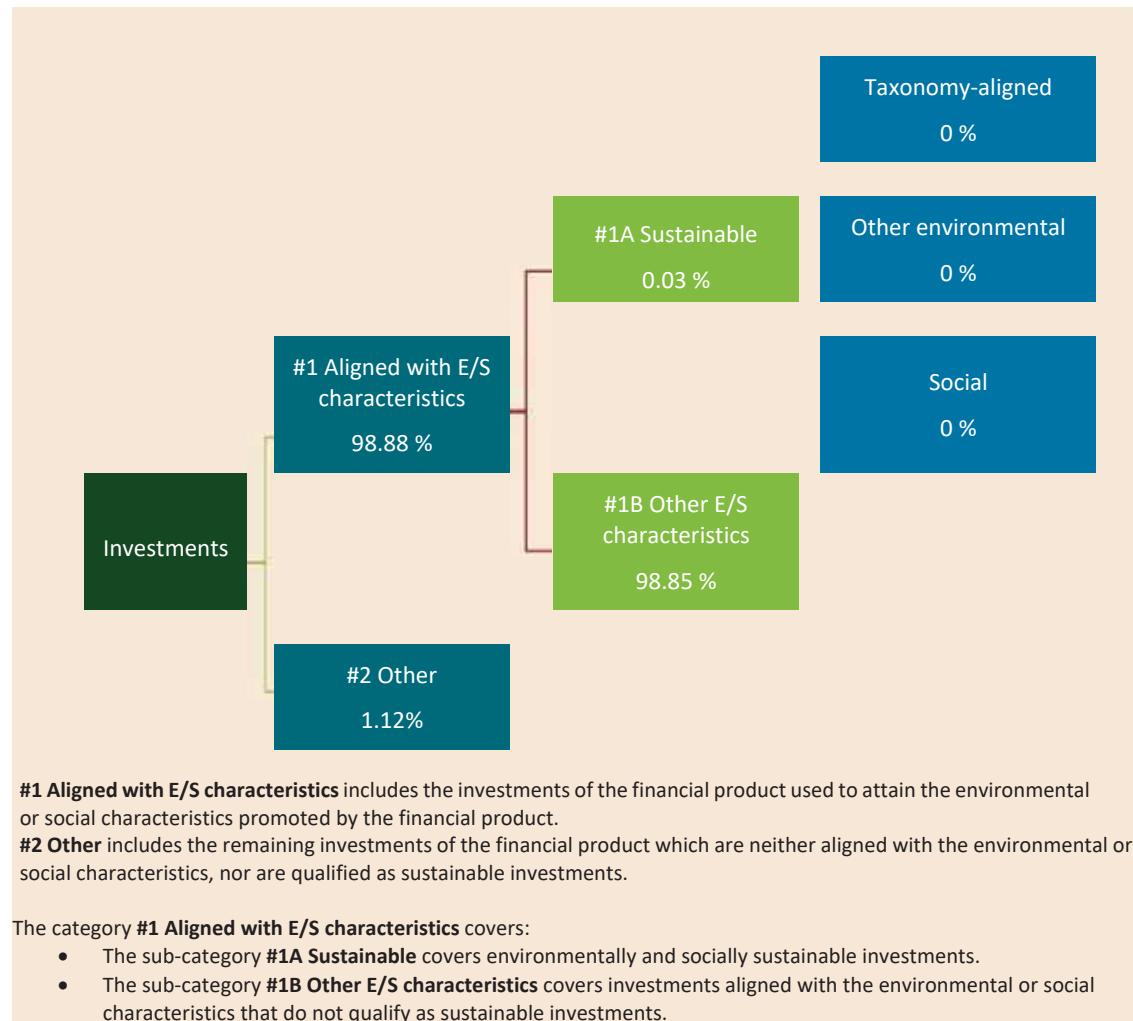 Taxonomy-aligned
0 %
#1A Sustainable
0.03 %
Other environmental
0 %
#1 Aligned with E/S
characteristics
98.88 %
Social
0 %
Investments
#1B Other E/S
characteristics
98.85 %
#2 Other
1.12%
#1 Aligned with E/S characteristics includes the investments of the financial product used to attain the environmental
or social characteristics promoted by the financial product.
#2 Other includes the remaining investments of the financial product which are neither aligned with the environmental or
social characteristics, nor are qualified as sustainable investments.
The category #1 Aligned with E/S characteristics covers:
• The sub-category #1A Sustainable covers environmentally and socially sustainable investments.
• The sub-category #1B Other E/S characteristics covers investments aligned with the environmental or social
characteristics that do not qualify as sustainable investments.